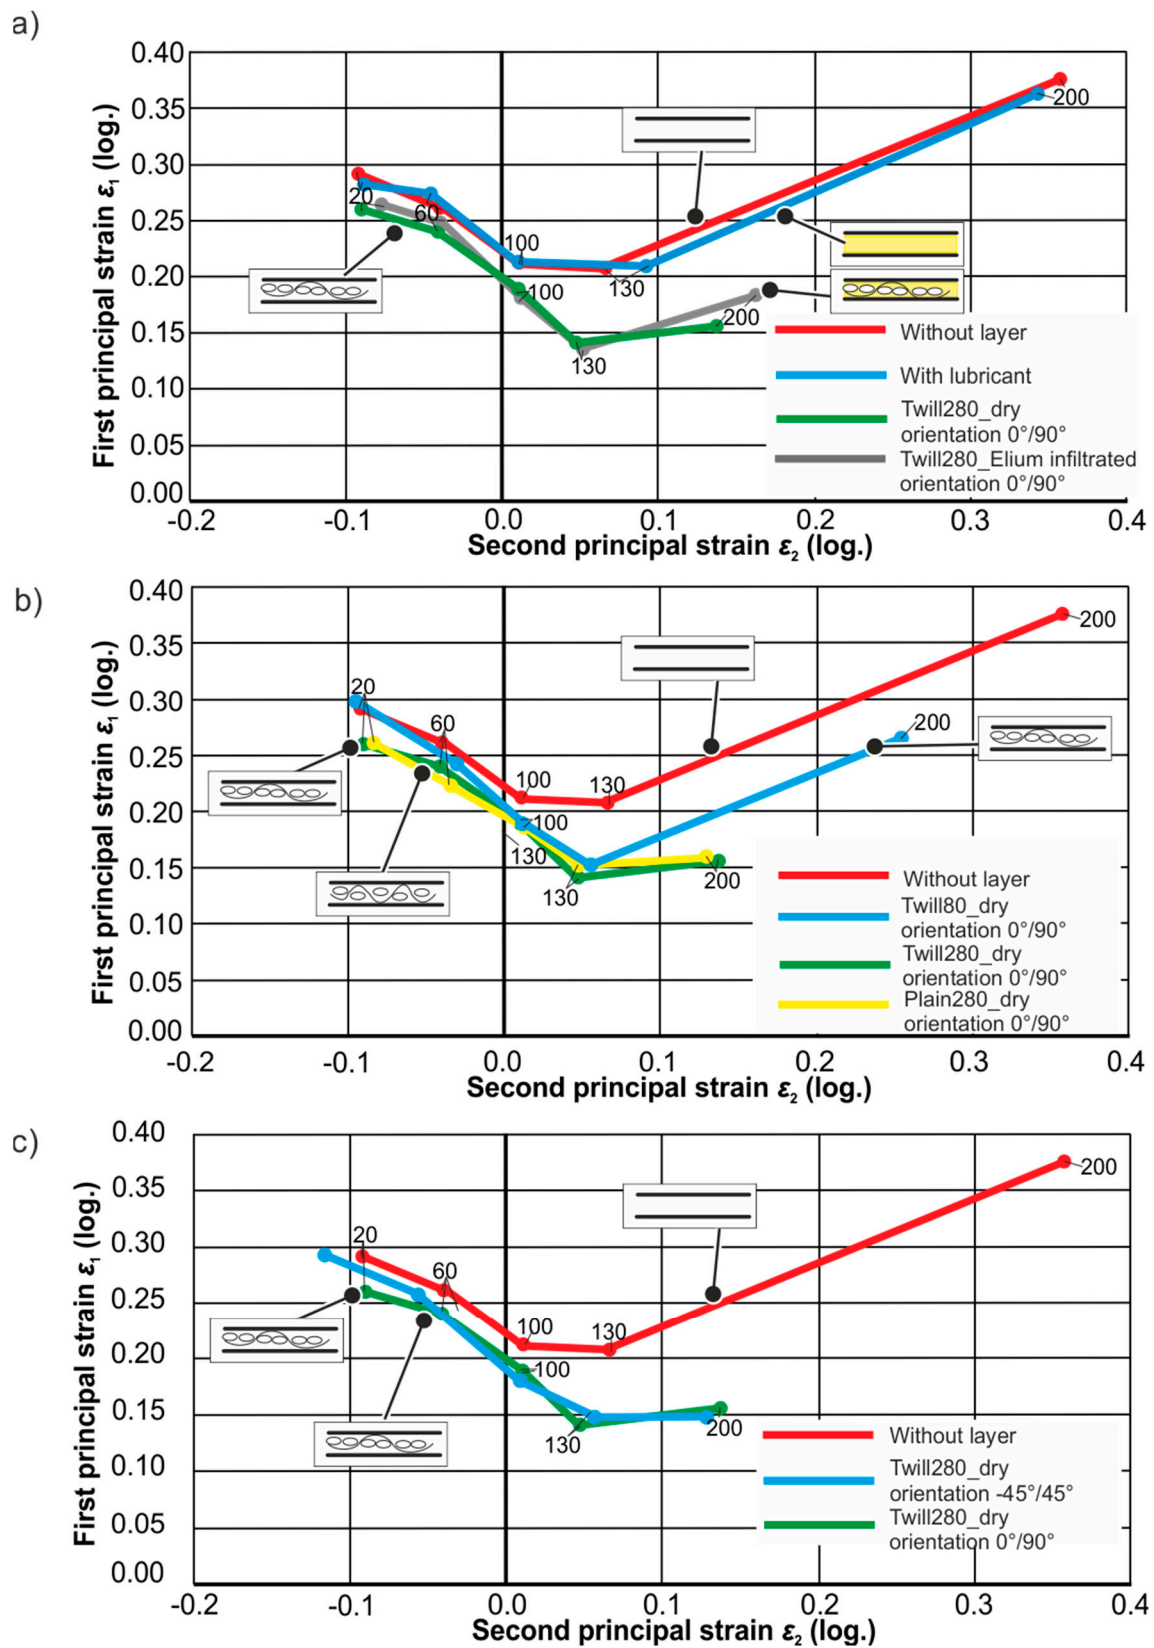 a)
First principal strain ε1 (log.)
0.40
0.35
0.30
0.25
0.20
0.15
0.10
0.05
0.00
20
60
100
130
200
100
130
200
Without layer
With lubricant
Twill280_dry
orientation 0°/90°
Twill280_Elium infiltrated
orientation 0°/90°
-0.2
-0.1
0.0
0.1
0.2
0.3
0.4
Second principal strain ε2 (log.)
b)
First principal strain ε1 (log.)
0.40
0.35
0.30
0.25
0.20
0.15
0.10
0.05
0.00
20
60
100
130
200
200
100
130
130
200
Without layer
Twill80_dry
orientation 0°/90°
Twill280_dry
orientation 0°/90°
Plain280_dry
orientation 0°/90°
-0.2
-0.1
0.0
0.1
0.2
0.3
0.4
Second principal strain ε2 (log.)
c)
First principal strain ε1 (log.)
0.40
0.35
0.30
0.25
0.20
0.15
0.10
0.05
0.00
20
60
100
130
200
100
130
200
Without layer
Twill280_dry
orientation -45°/45°
Twill280_dry
orientation 0°/90°
-0.2
-0.1
0.0
0.1
0.2
0.3
0.4
Second principal strain ε2 (log.)